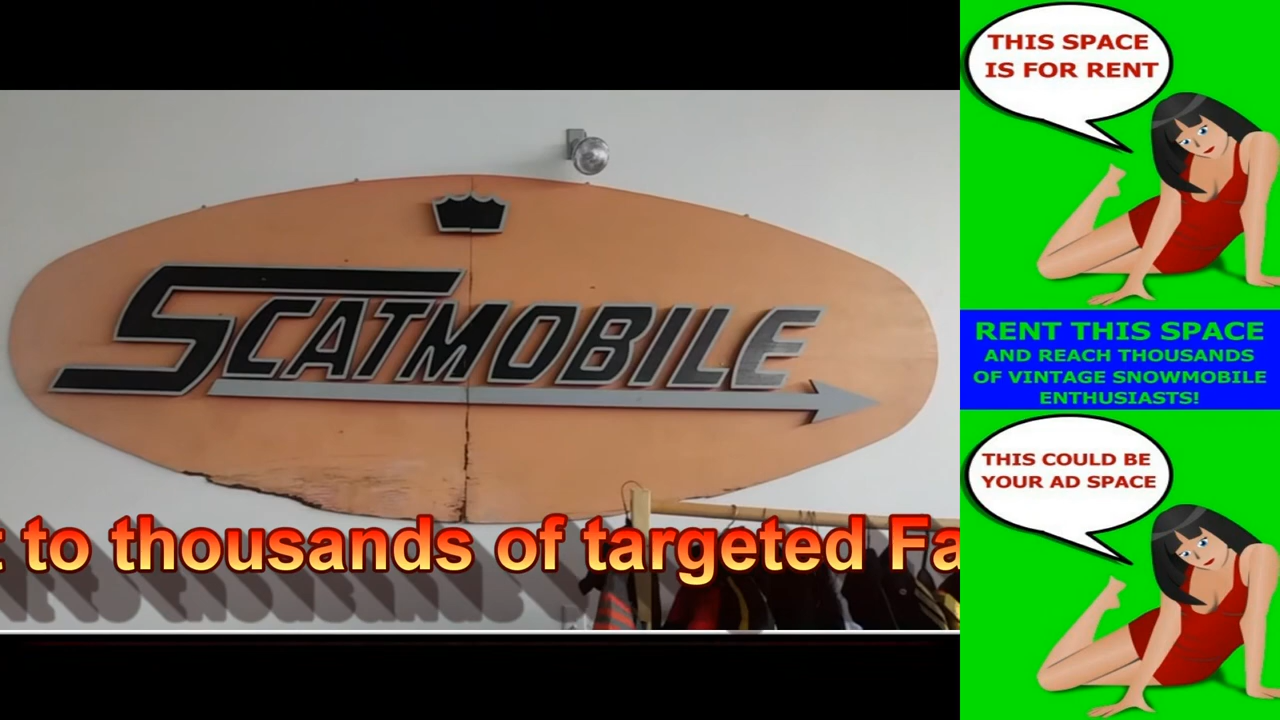 SCATMOBILE
to thousands of targeted
THIS SPACE
IS FOR RENT
RENT THIS SPACE
AND REACH THOUSANDS
OF VINTAGE SNOWMOBILE
ENTHUSIASTS!
THIS COULD BE
YOUR AD SPACE